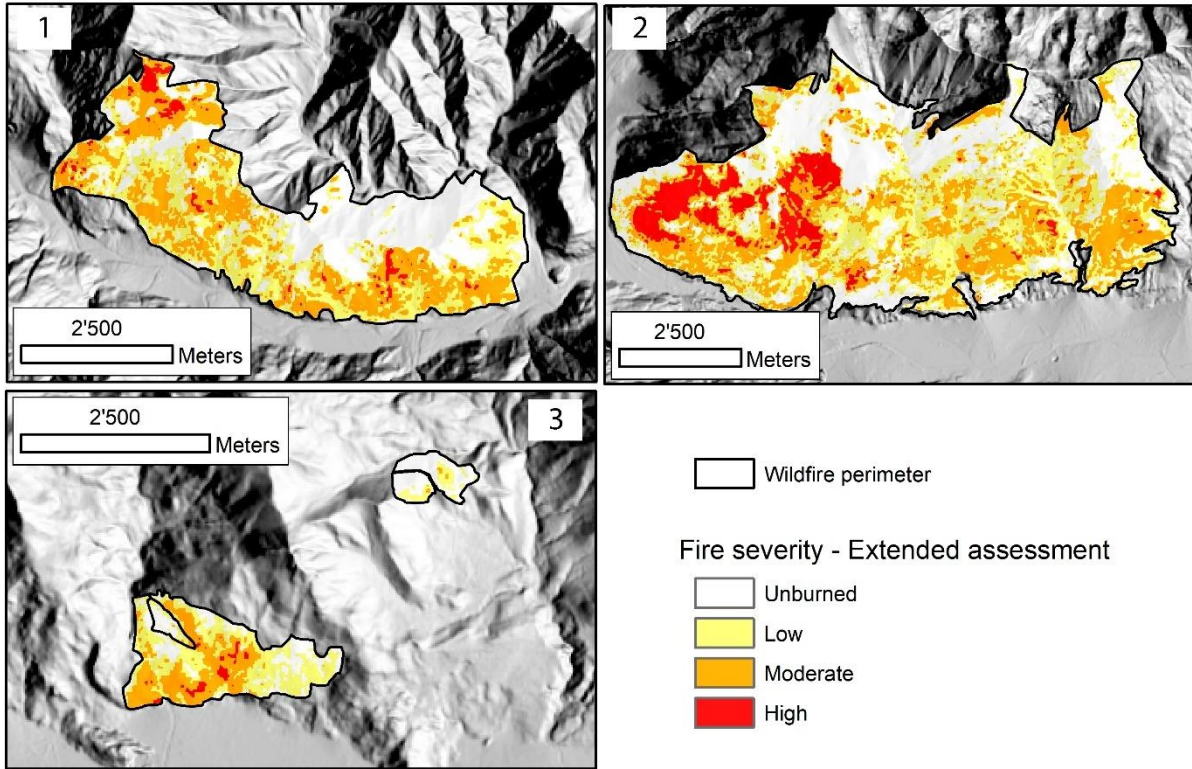 1
2'500
Meters
2
2'500
Meters
3
2'500
Meters
Wildfire perimeter
Fire severity - Extended assessment
Unburned
Low
Moderate
High